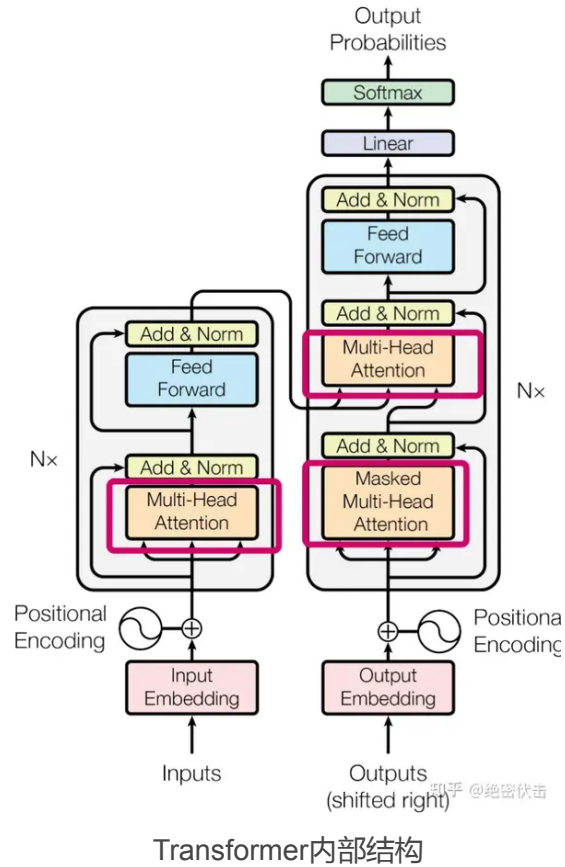 Output
Probabilities
Softmax
Linear
Add & Norm
Feed
Forward
Add & Norm
Multi-Head
Attention
Add & Norm
Masked
Multi-Head
Attention
N×
Add & Norm
Feed
Forward
N×
Add & Norm
Multi-Head
Attention
Positional
Encoding
Positiona
Encoding
Input
Embedding
Output
Embedding
Inputs
Outputs
(shifted right)
知乎 @绝密伏击
Transformer内部结构